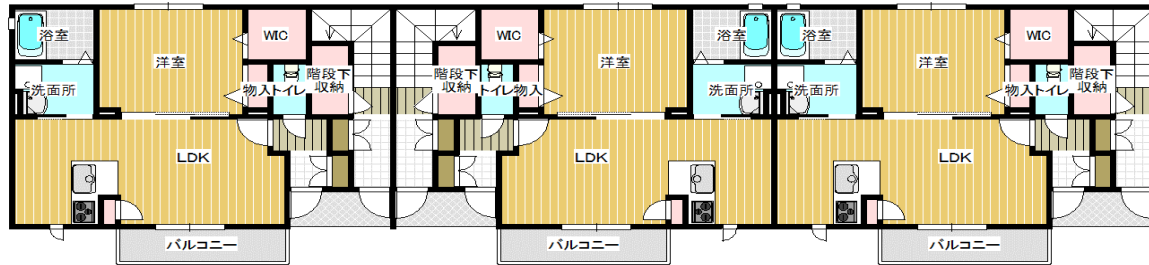 浴室
洋室
WIC
洗面所
物入
トイレ
階段下
収納
LDK
バルコニー
階段下
収納
トイレ
物入
WIC
洋室
浴室
洗面所
LDK
バルコニー
浴室
洋室
WIC
洗面所
物入
トイレ
階段下
収納
LDK
バルコニー